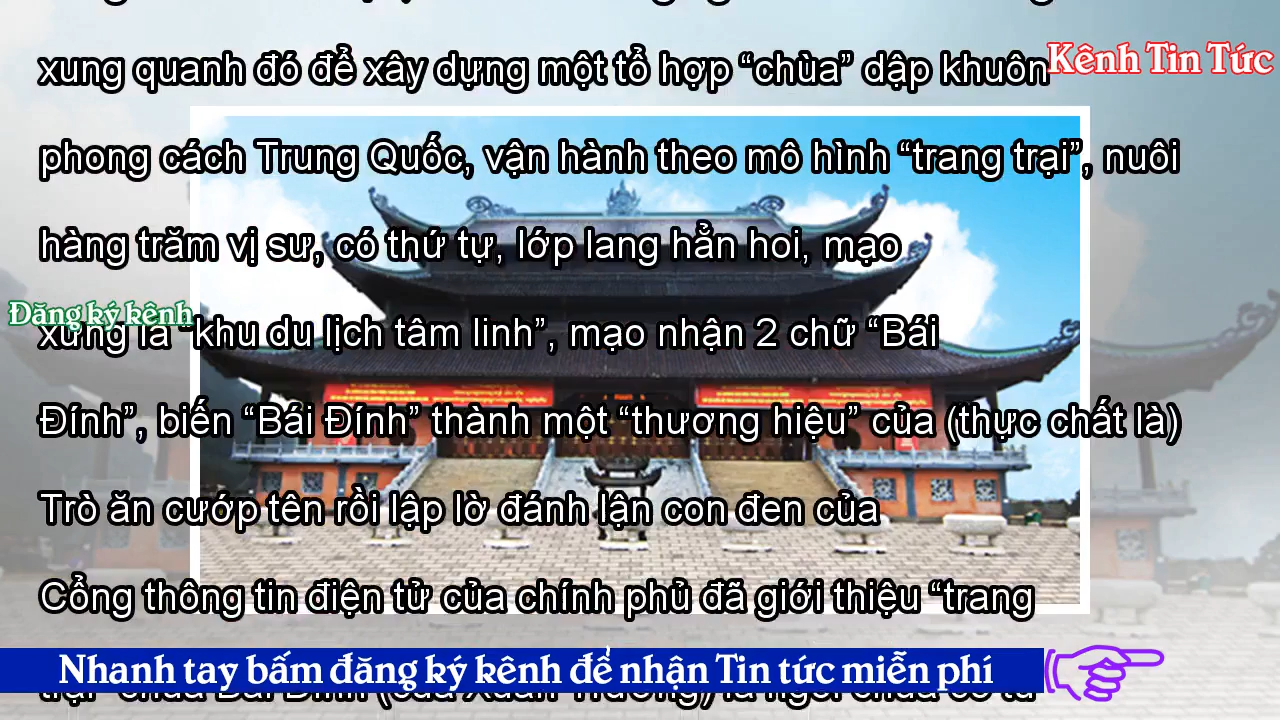 xung quanh đó để xây dựng một tổ hợp “chùa” dập khuôn
Kênh Tin Tức
phong cách Trung Quốc, vận hành theo mô hình “trang trại”, nuôi
hàng trăm vị sư, có thứ tự, lớp lang hẳn hoi, mạo
Đăng ký kênh
xưng là “khu du lịch tâm linh”, mạo nhận 2 chữ “Bái
Đính”, biến “Bái Đính” thành một “thương hiệu” của (thực chất là)
Trò ăn cướp tên rồi lập lờ đánh lận con đen của
Cổng thông tin điện tử của chính phủ đã giới thiệu “trang
Nhanh tay bấm đăng ký kênh để nhận Tin tức miễn phí